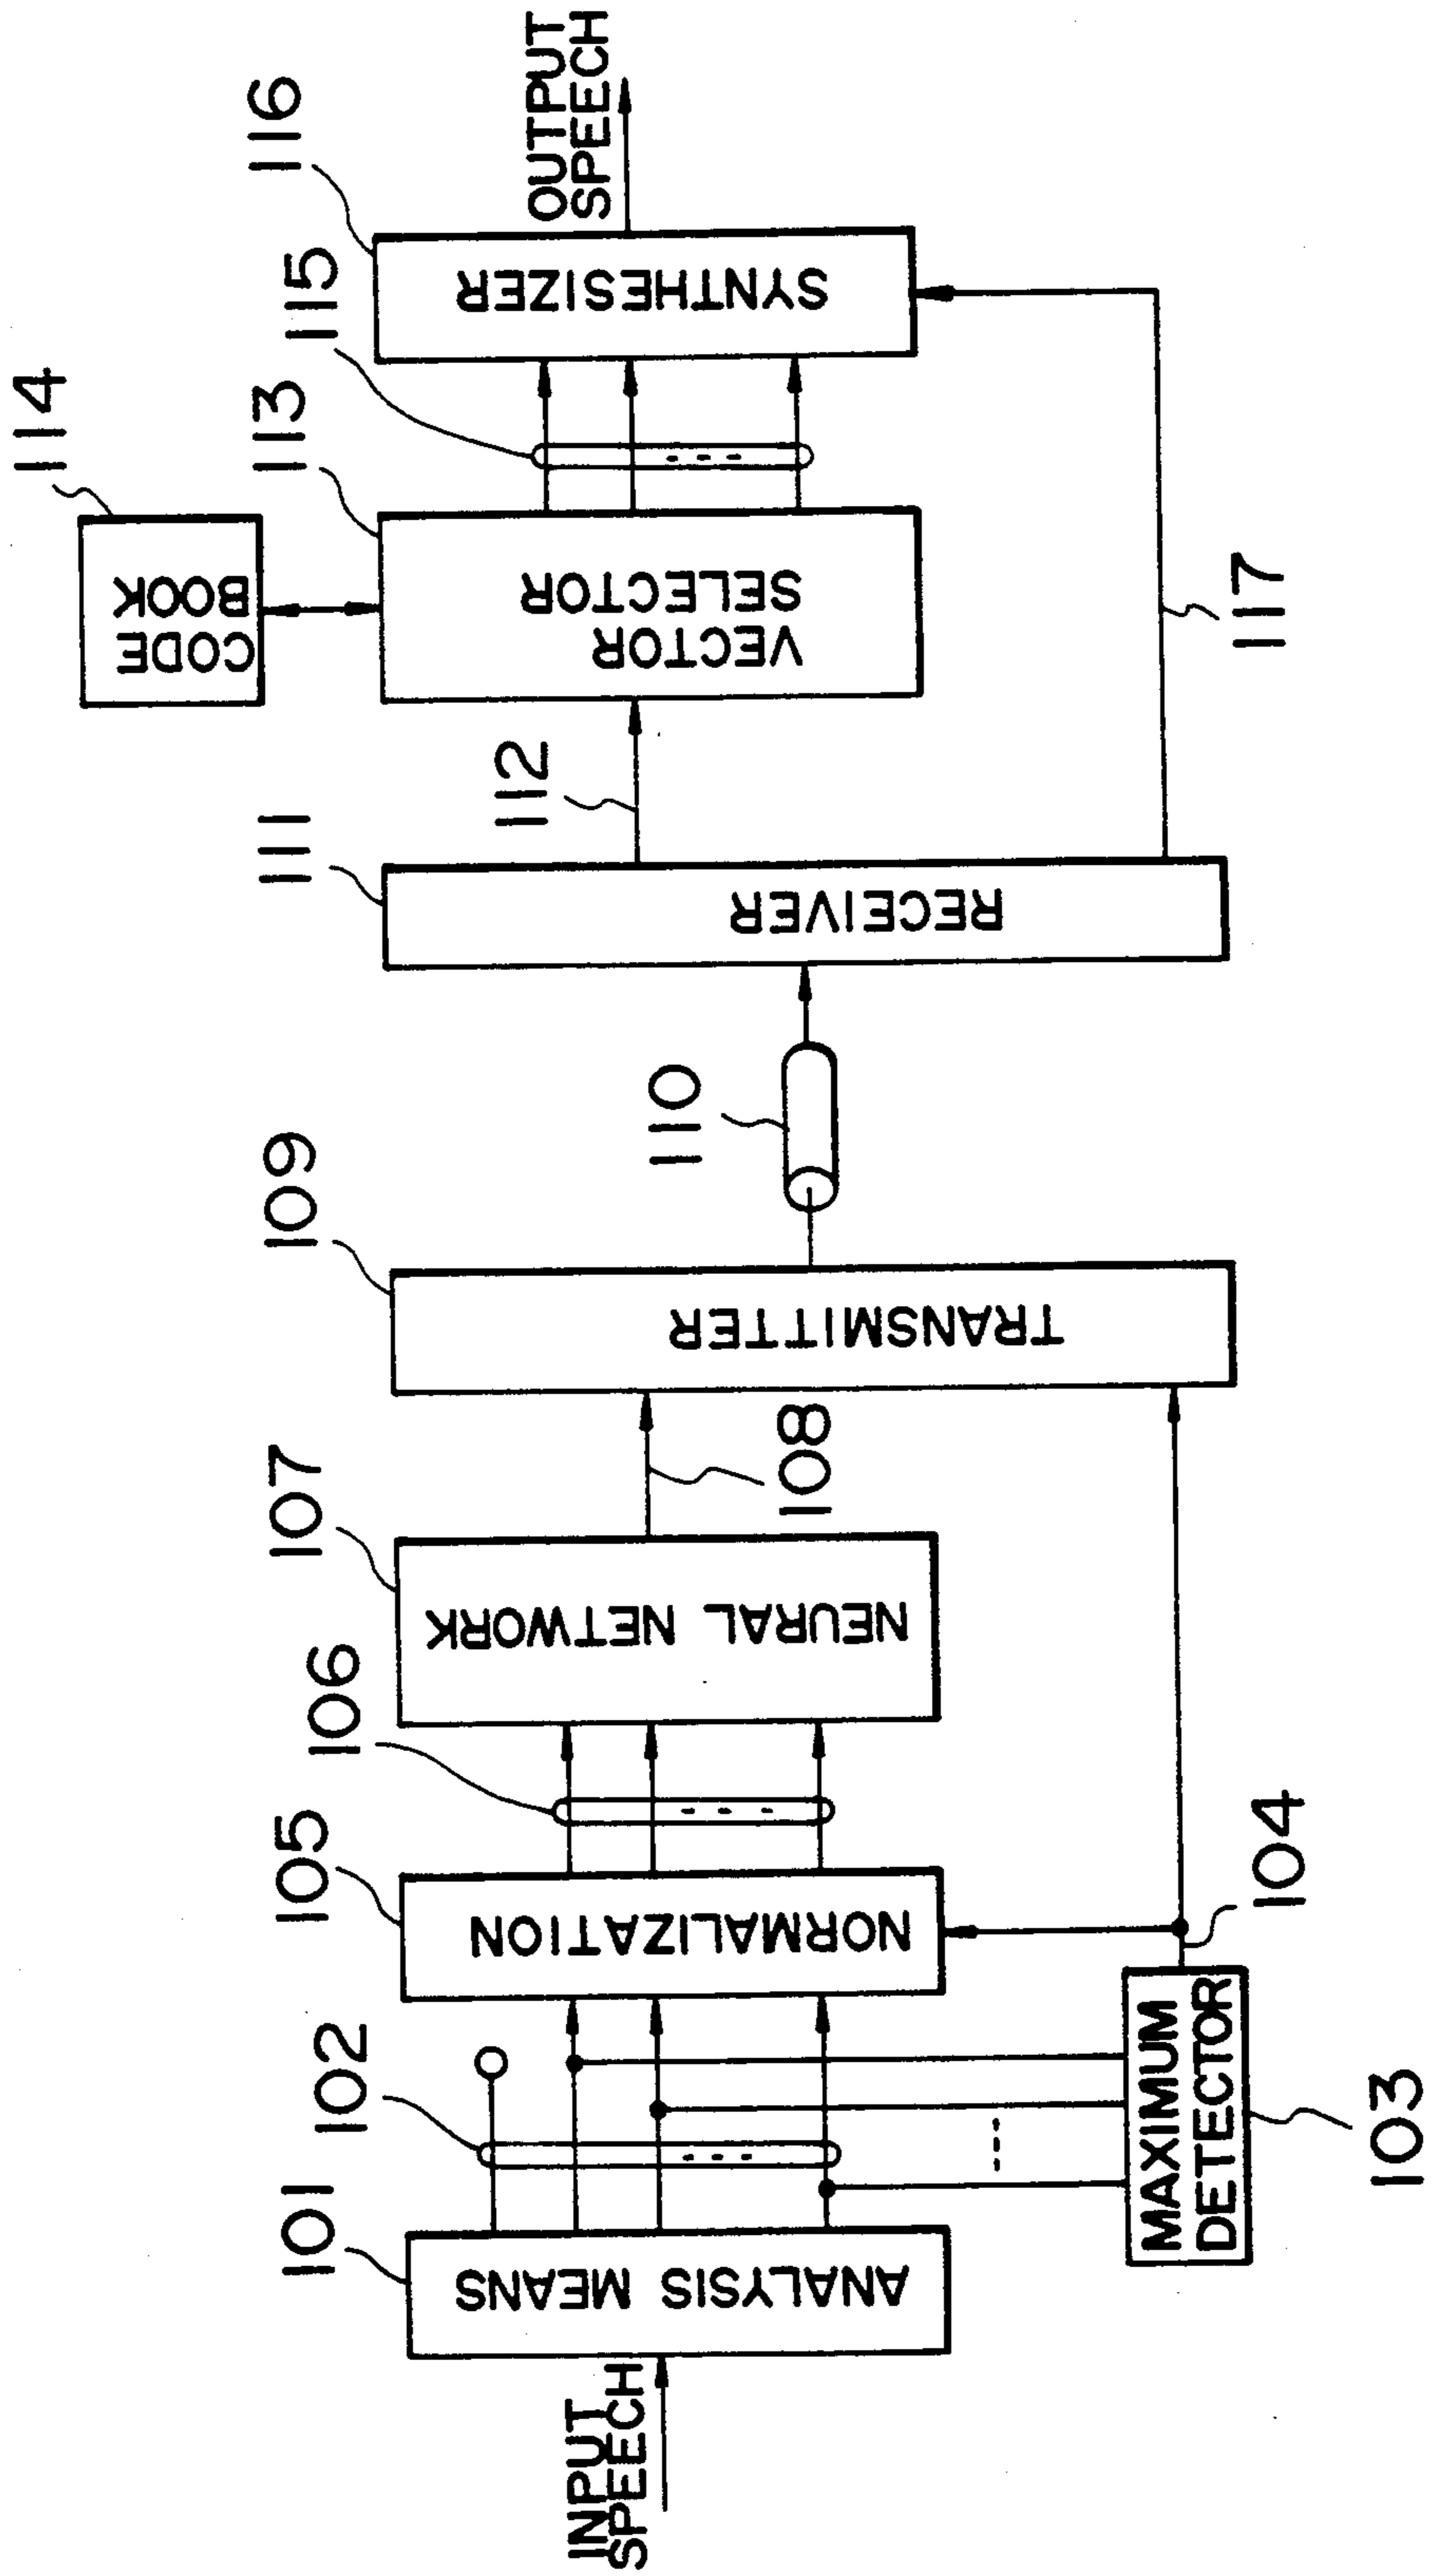 INPUT
SPEECH
101
ANALYSIS MEANS
102
103
MAXIMUM
DETECTOR
104
105
NORMALIZATION
106
107
NEURAL NETWORK
108
109
TRANSMITTER
110
111
RECEIVER
112
113
VECTOR
SELECTOR
114
CODE
BOOK
115
116
SYNTHESIZER
117
OUTPUT
SPEECH